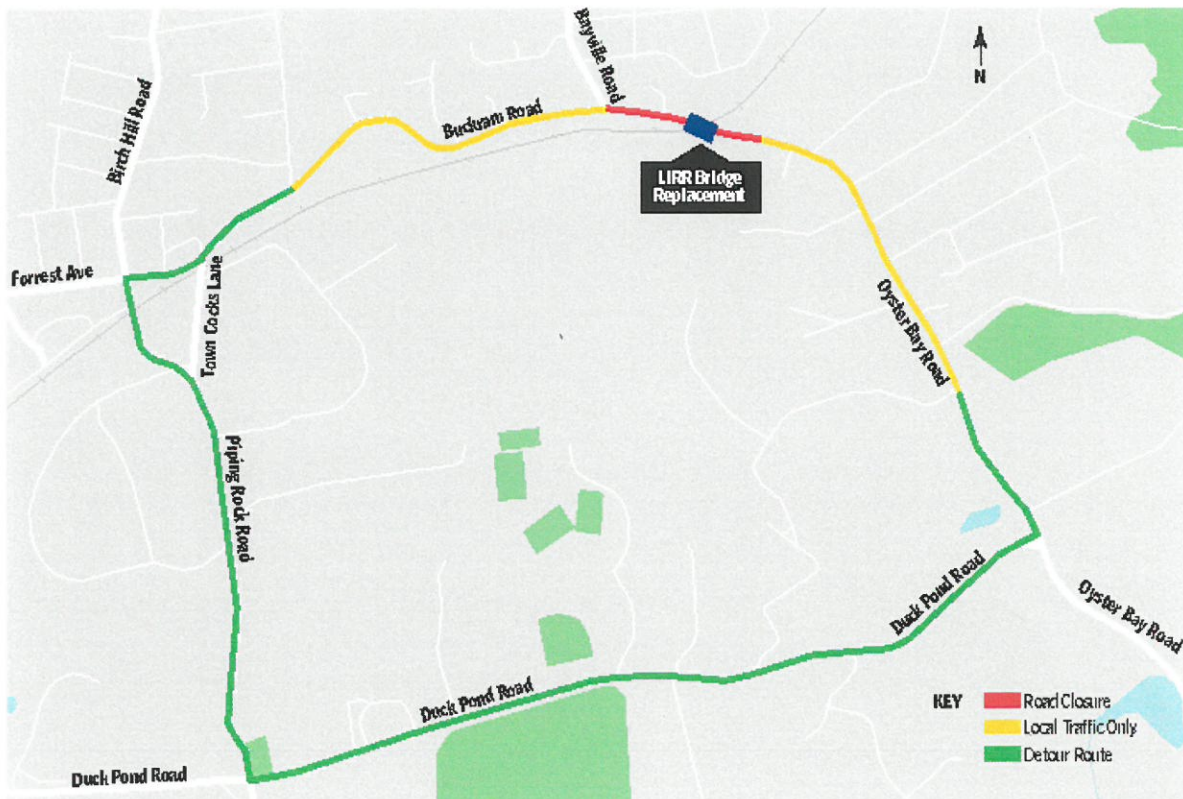 Bayville Road
N
Birch Hill Road
Buckram Road
LIRR Bridge
Replacement
Forrest Ave
Town Cocks Lane
Oyster Bay Road
Piping Rock Road
Duck Pond Road
Oyster Bay Road
Duck Pond Road
Duck Pond Road
KEY
Road Closure
Local Traffic Only
Detour Route